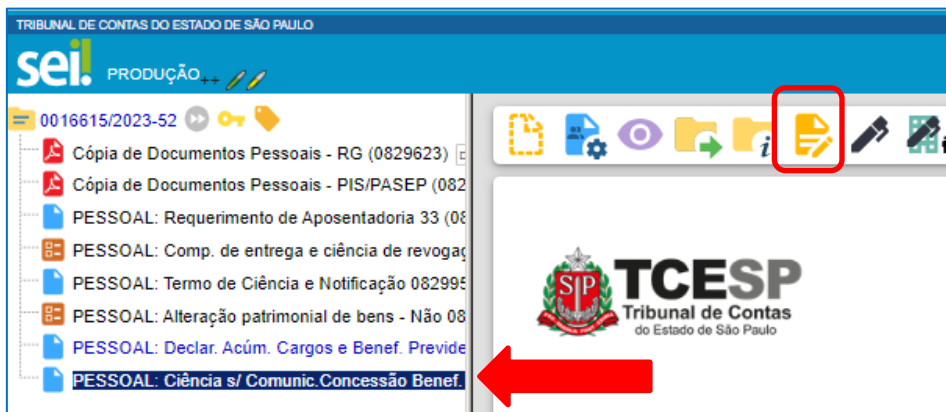 TRIBUNAL DE CONTAS DO ESTADO DE SÃO PAULO
sei! PRODUÇÃO++
0016615/2023-52
Cópia de Documentos Pessoais - RG (0829623)
Cópia de Documentos Pessoais - PIS/PASEP (082
PESSOAL: Requerimento de Aposentadoria 33 (08
PESSOAL: Comp. de entrega e ciência de revogaç
PESSOAL: Termo de Ciência e Notificação 082995
PESSOAL: Alteração patrimonial de bens - Não 08
PESSOAL: Declar. Acúm. Cargos e Benef. Previde
PESSOAL: Ciência s/ Comunic.Concessão Benef.
SP
TCESP
Tribunal de Contas
do Estado de São Paulo